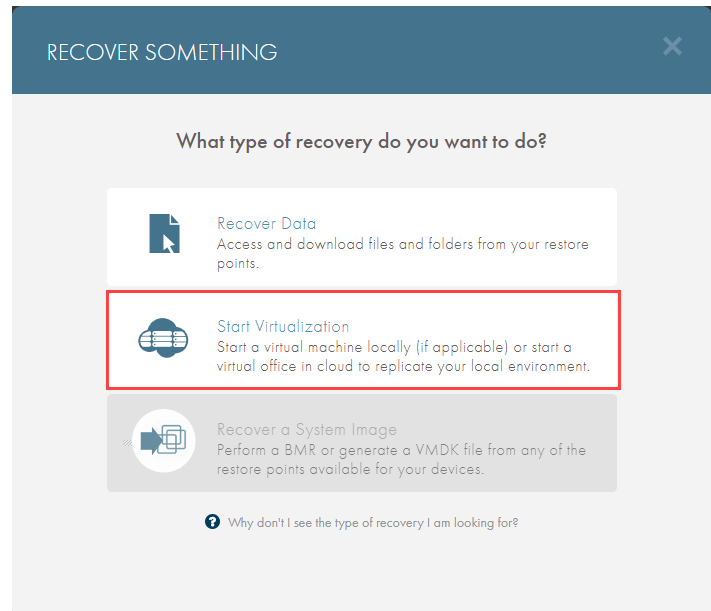 RECOVER SOMETHING
What type of recovery do you want to do?
Recover Data
Access and download files and folders from your restore
points.
Start Virtualization
Start a virtual machine locally (if applicable) or start a
virtual office in cloud to replicate your local environment.
Recover a System Image
Perform a BMR or generate a VMDK file from any of the
restore points available for your devices.
? Why don't I see the type of recovery I am looking for?